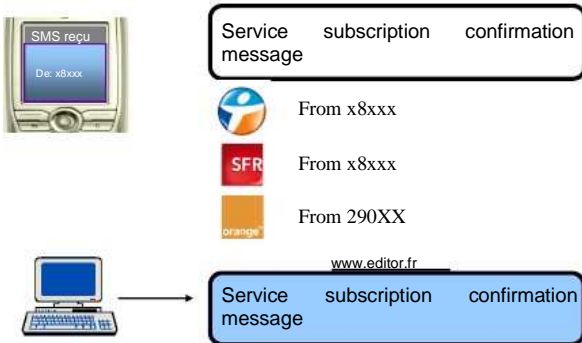 SMS reçu
De: x8xxx
Service subscription confirmation
message
From x8xxx
SFR
From x8xxx
orange
From 290XX
www.editor.fr
Service subscription confirmation
message